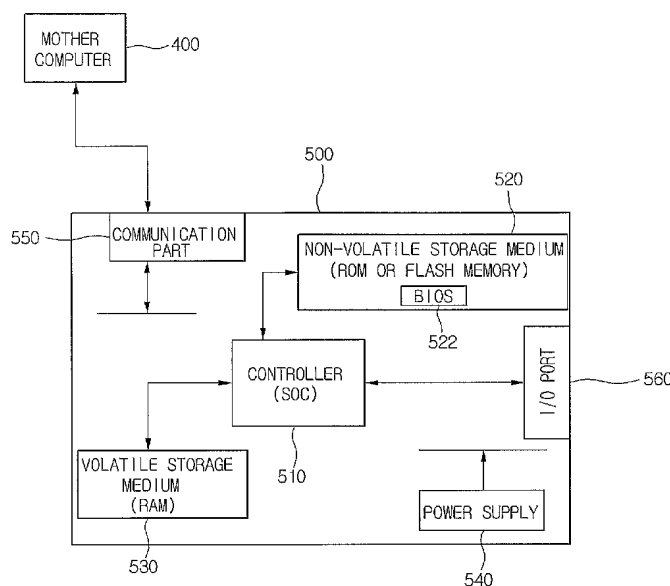 MOTHER
COMPUTER
400
500
520
550
COMMUNICATION
PART
NON-VOLATILE STORAGE MEDIUM
(ROM OR FLASH MEMORY)
BIOS
522
CONTROLLER
(SOC)
510
I/O PORT
560
VOLATILE STORAGE
MEDIUM
(RAM)
530
POWER SUPPLY
540